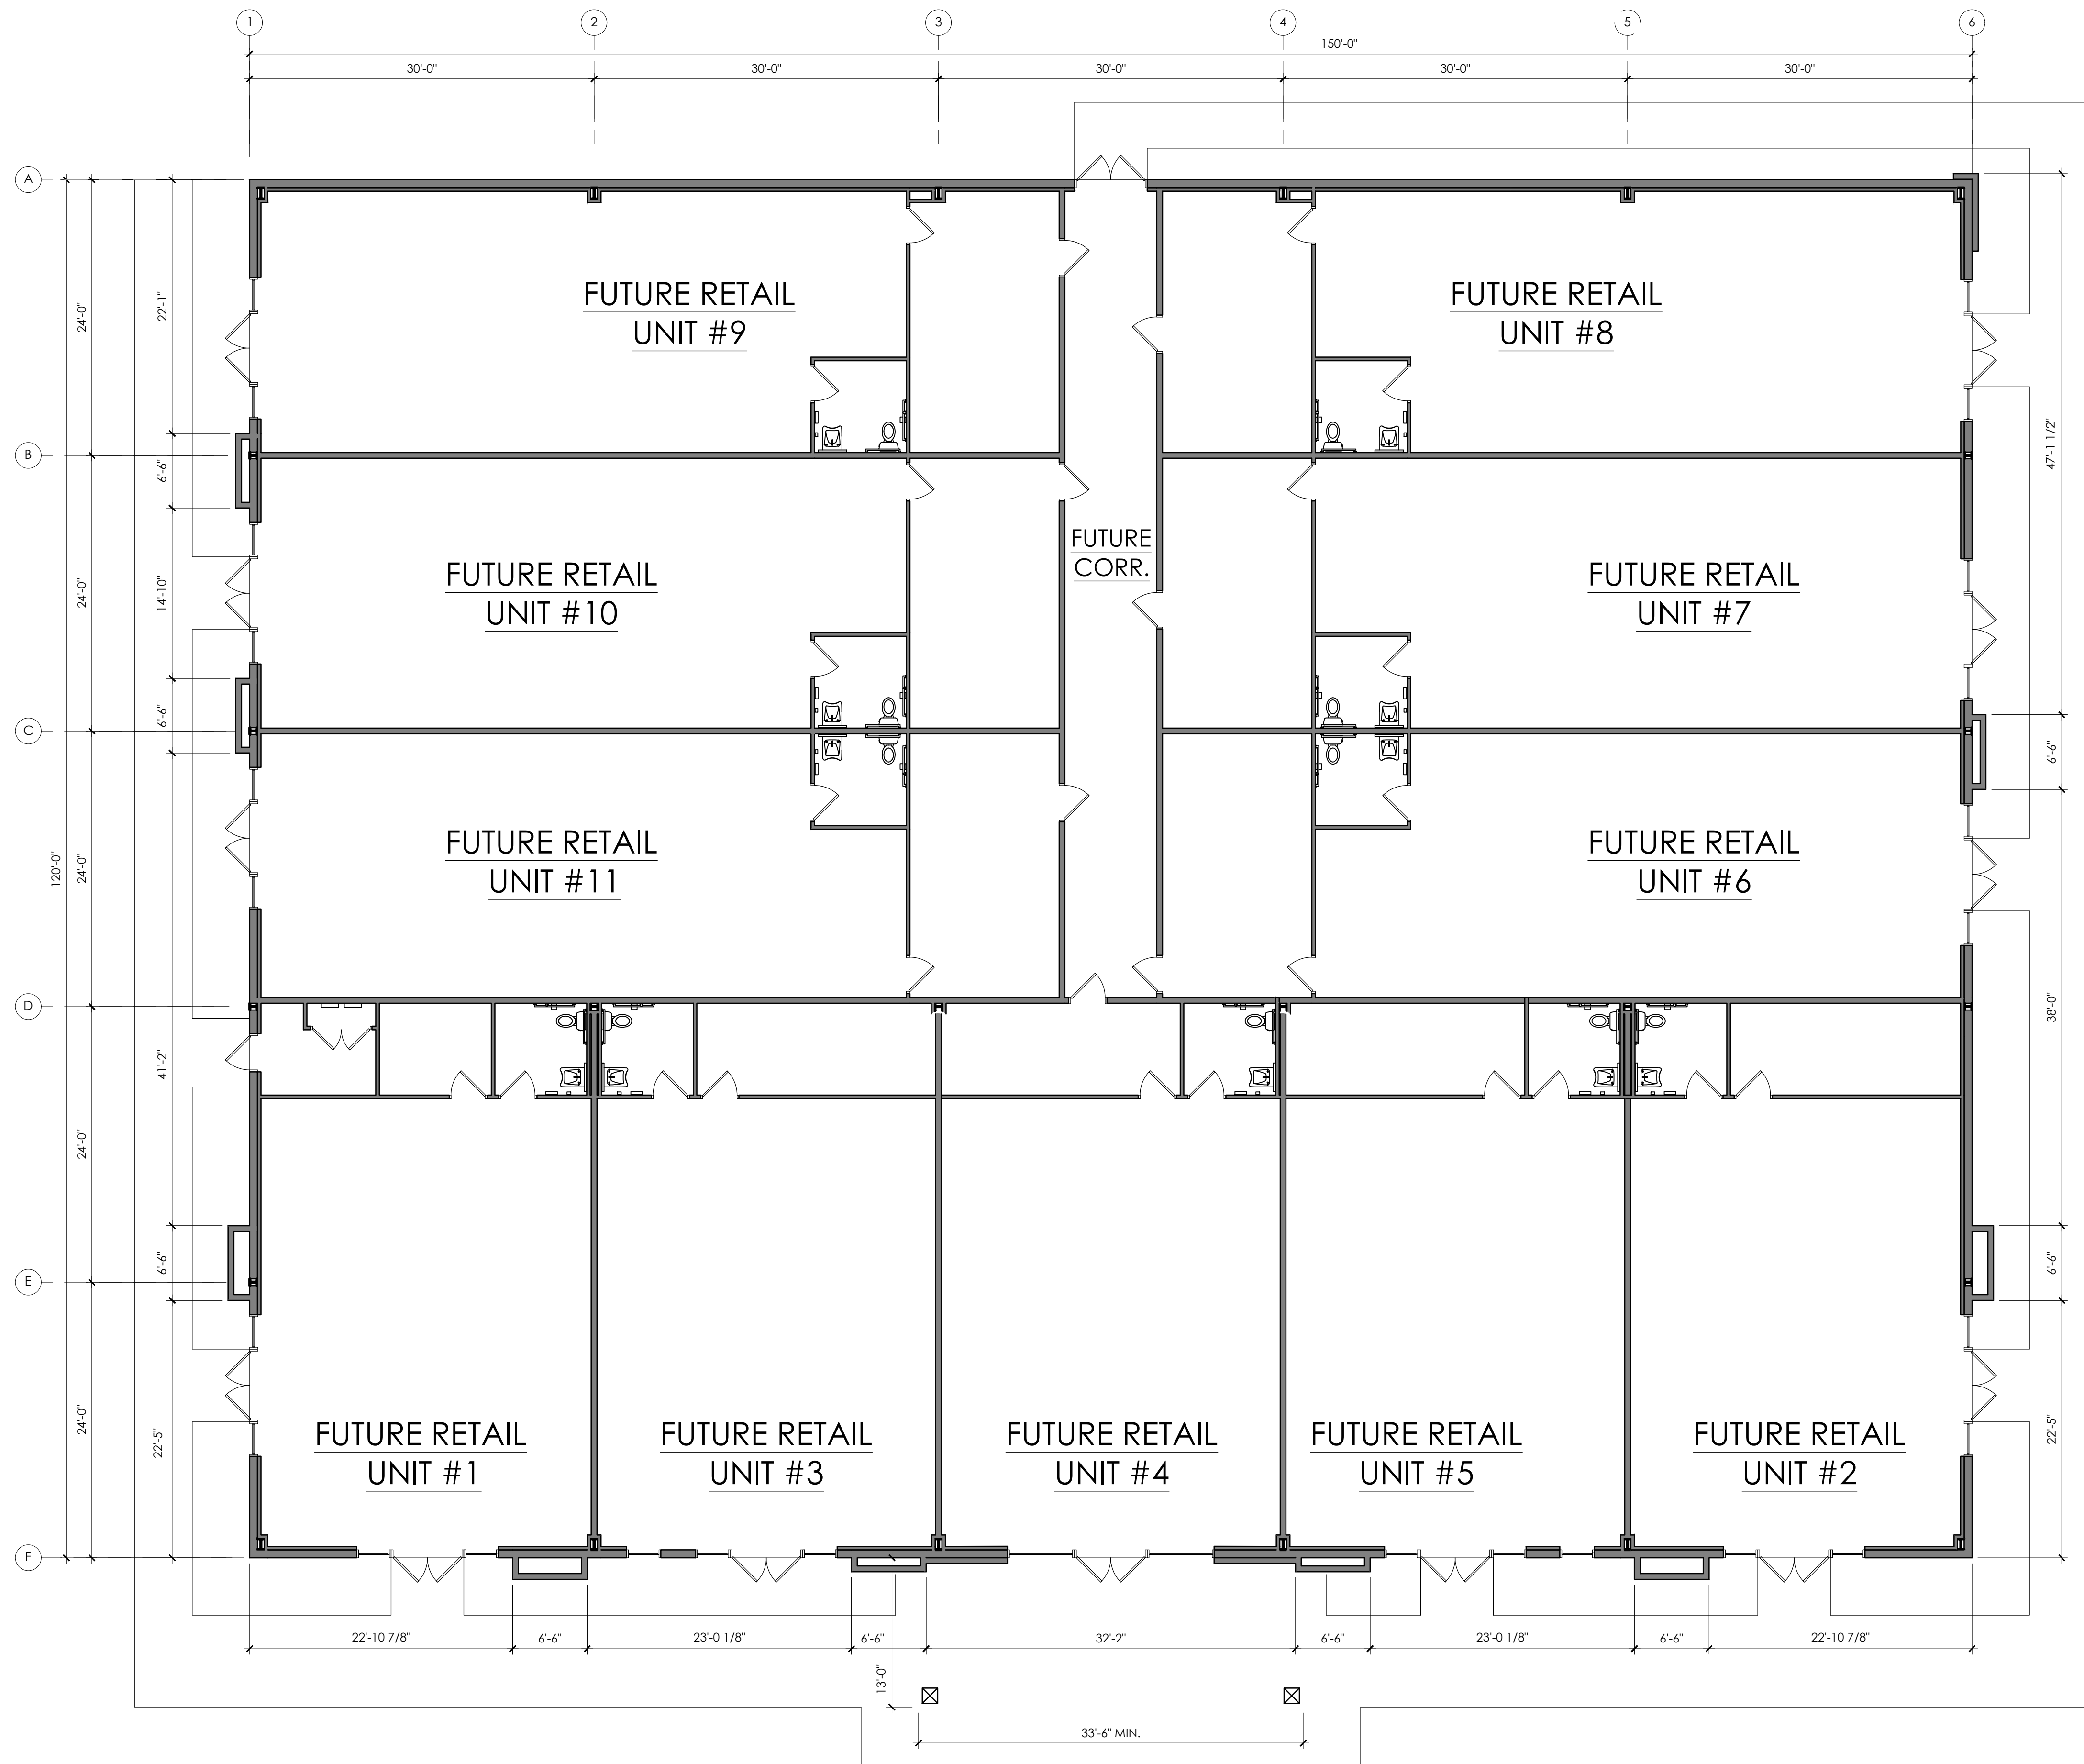 1 2 3 4 5 6
150'-0"
30'-0" 30'-0" 30'-0" 30'-0" 30'-0"
A
B
C
D
E
F
120'-0"
24'-0"
24'-0"
24'-0"
24'-0"
24'-0"
22'-1"
6'-6"
14'-10"
6'-6"
41'-2"
6'-6"
22'-5"
FUTURE RETAIL
UNIT #9
FUTURE RETAIL
UNIT #8
FUTURE RETAIL
UNIT #10
FUTURE
CORR.
FUTURE RETAIL
UNIT #7
FUTURE RETAIL
UNIT #11
FUTURE RETAIL
UNIT #6
FUTURE RETAIL
UNIT #1
FUTURE RETAIL
UNIT #3
FUTURE RETAIL
UNIT #4
FUTURE RETAIL
UNIT #5
FUTURE RETAIL
UNIT #2
47'-1 1/2"
6'-6"
38'-0"
6'-6"
22'-5"
22'-10 7/8" 6'-6" 23'-0 1/8" 6'-6" 32'-2" 6'-6" 23'-0 1/8" 6'-6" 22'-10 7/8"
13'-0"
33'-6" MIN.